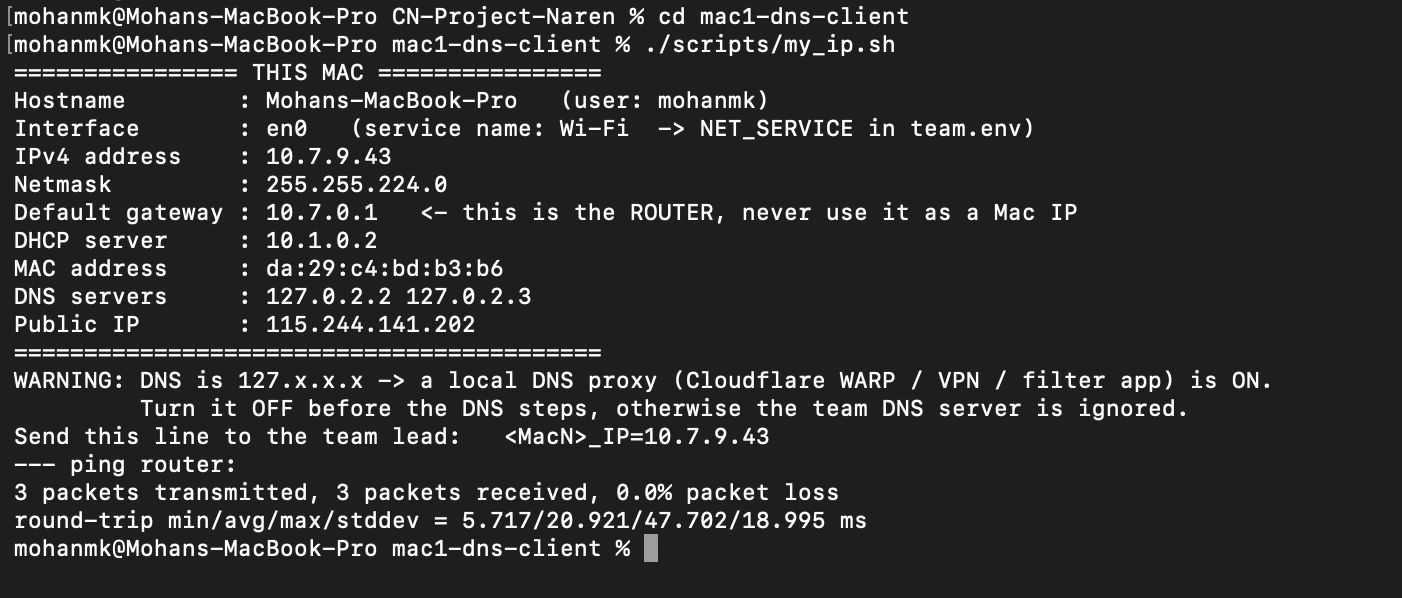 mohanmk@Mohans-MacBook-Pro CN-Project-Naren % cd mac1-dns-client
[mohanmk@Mohans-MacBook-Pro mac1-dns-client % ./scripts/my_ip.sh
================ THIS MAC ================
Hostname        : Mohans-MacBook-Pro   (user: mohanmk)
Interface       : en0   (service name: Wi-Fi  -> NET_SERVICE in team.env)
IPv4 address    : 10.7.9.43
Netmask         : 255.255.224.0
Default gateway : 10.7.0.1   <- this is the ROUTER, never use it as a Mac IP
DHCP server     : 10.1.0.2
MAC address     : da:29:c4:bd:b3:b6
DNS servers     : 127.0.2.2 127.0.2.3
Public IP       : 115.244.141.202
==========================================
WARNING: DNS is 127.x.x.x -> a local DNS proxy (Cloudflare WARP / VPN / filter app) is ON.
         Turn it OFF before the DNS steps, otherwise the team DNS server is ignored.
Send this line to the team lead:   <MacN>_IP=10.7.9.43
--- ping router:
3 packets transmitted, 3 packets received, 0.0% packet loss
round-trip min/avg/max/stddev = 5.717/20.921/47.702/18.995 ms
mohanmk@Mohans-MacBook-Pro mac1-dns-client %